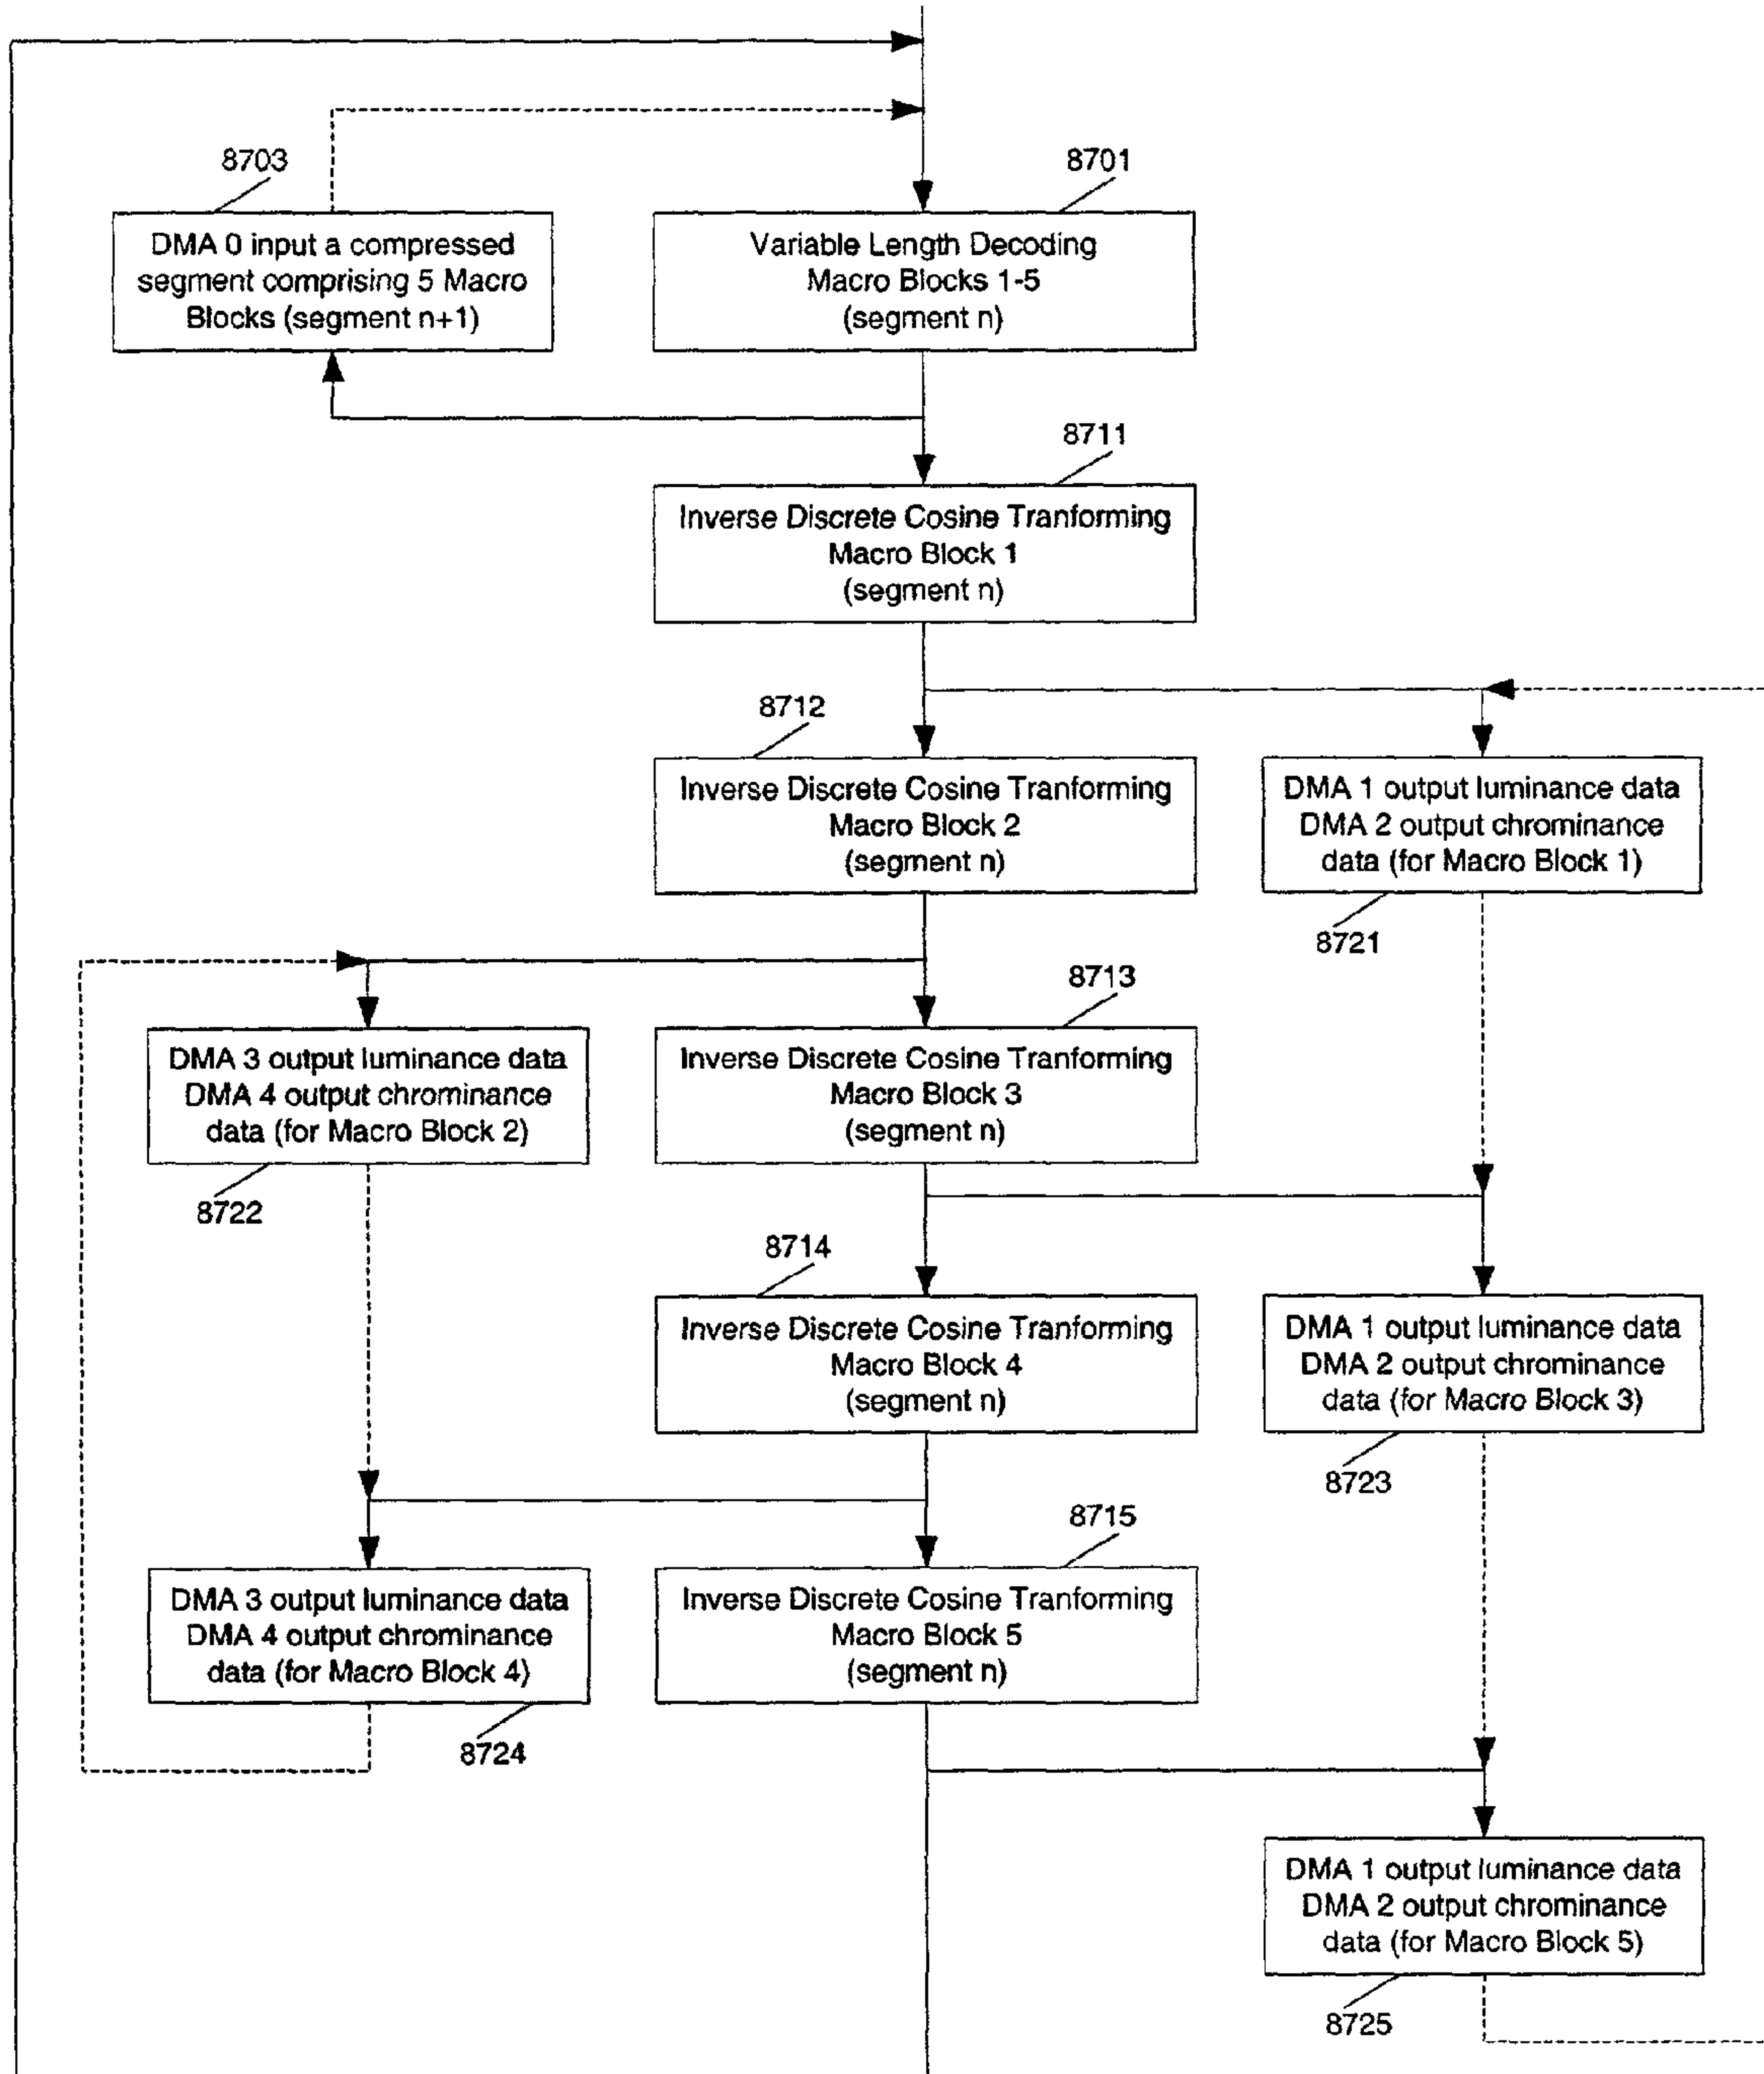 8703
8701
DMA 0 input a compressed
segment comprising 5 Macro
Blocks (segment n+1)
Variable Length Decoding
Macro Blocks 1-5
(segment n)
8711
Inverse Discrete Cosine Tranforming
Macro Block 1
(segment n)
8712
Inverse Discrete Cosine Tranforming
Macro Block 2
(segment n)
DMA 1 output luminance data
DMA 2 output chrominance
data (for Macro Block 1)
8721
8713
DMA 3 output luminance data
DMA 4 output chrominance
data (for Macro Block 2)
8722
Inverse Discrete Cosine Tranforming
Macro Block 3
(segment n)
8714
Inverse Discrete Cosine Tranforming
Macro Block 4
(segment n)
DMA 1 output luminance data
DMA 2 output chrominance
data (for Macro Block 3)
8723
8715
DMA 3 output luminance data
DMA 4 output chrominance
data (for Macro Block 4)
8724
Inverse Discrete Cosine Tranforming
Macro Block 5
(segment n)
DMA 1 output luminance data
DMA 2 output chrominance
data (for Macro Block 5)
8725